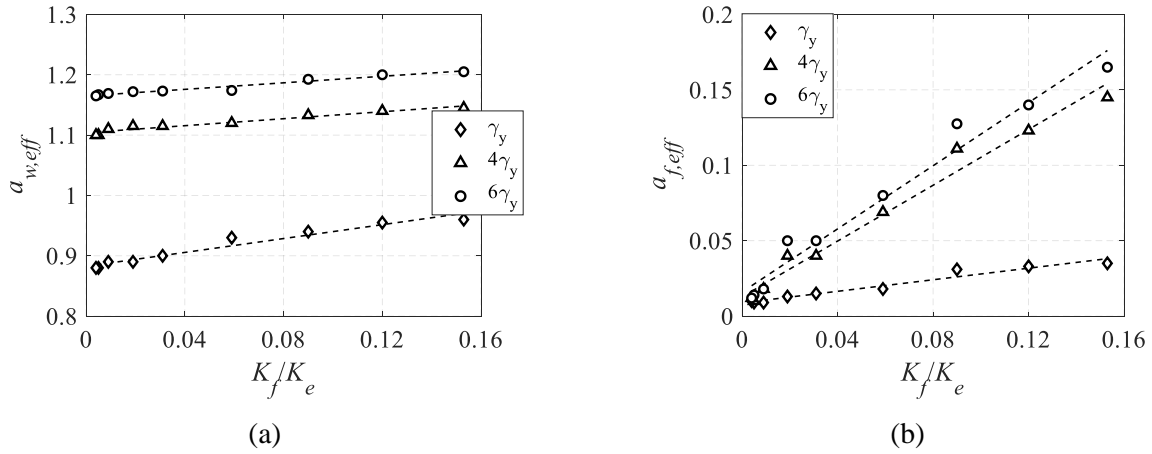 1.3
1.2
1.1
1
0.9
0.8
a_{w,eff}
0
0.04
0.08
0.12
0.16
K_f/K_e
γ_y
4γ_y
6γ_y
(a)
0.2
0.15
0.1
0.05
0
a_{f,eff}
0
0.04
0.08
0.12
0.16
K_f/K_e
γ_y
4γ_y
6γ_y
(b)